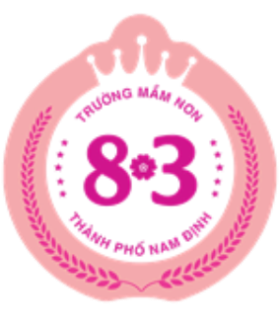 TRƯỜNG MẦM NON
8 3
THÀNH PHỐ NAM ĐỊNH